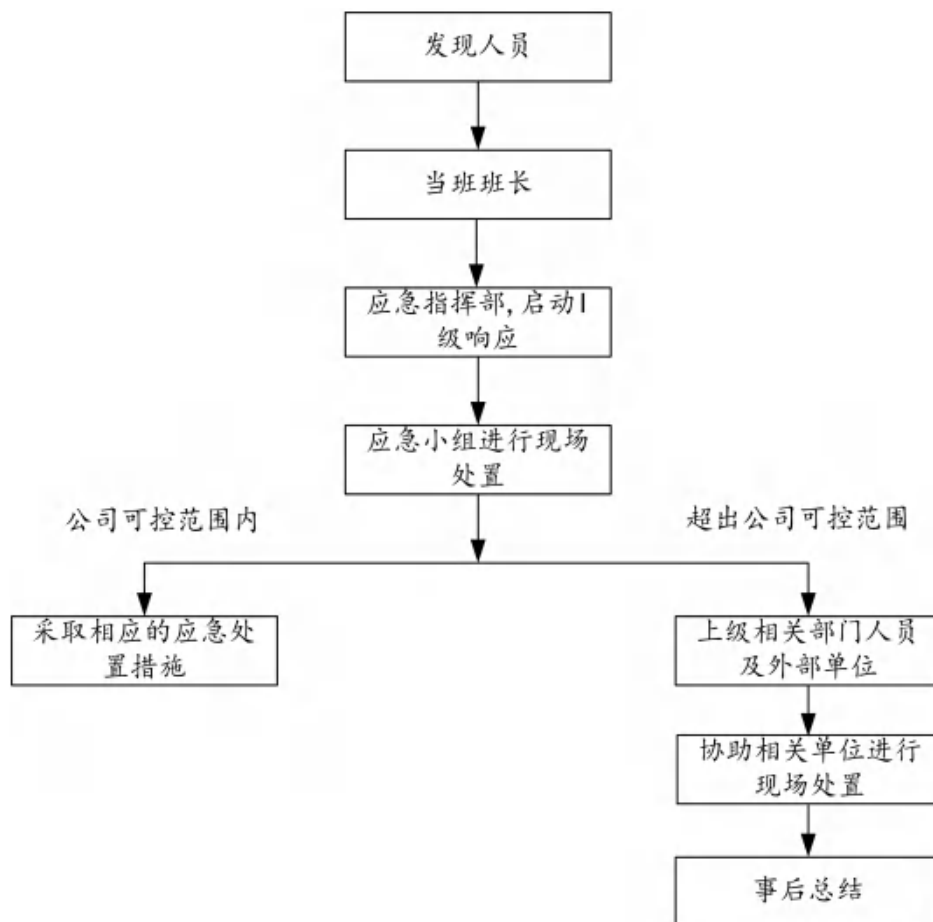 发现人员
当班班长
应急指挥部,启动I
级响应
应急小组进行现场
处置
公司可控范围内
超出公司可控范围
采取相应的应急处
置措施
上级相关部门人员
及外部单位
协助相关单位进行
现场处置
事后总结